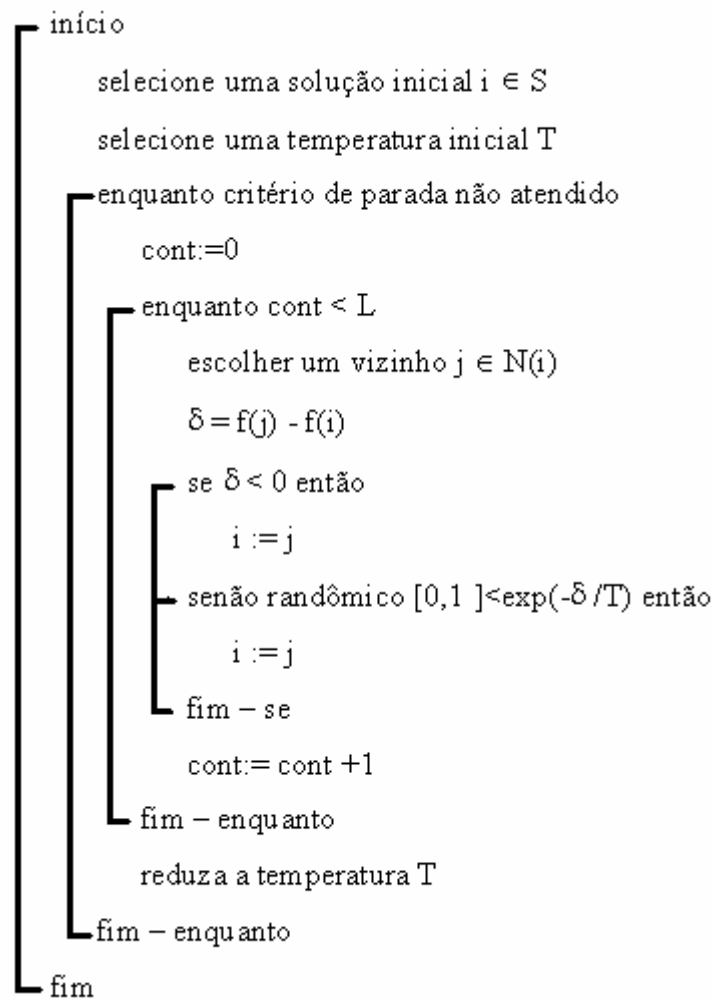 início
selecione uma solução inicial i ∈ S
selecione uma temperatura inicial T
enquanto critério de parada não atendido
cont:=0
enquanto cont < L
escolher um vizinho j ∈ N(i)
δ = f(j) - f(i)
se δ < 0 então
i := j
senão randômico [0,1 ]<exp(-δ/T) então
i := j
fim – se
cont:= cont +1
fim – enquanto
reduza a temperatura T
fim – enquanto
fim